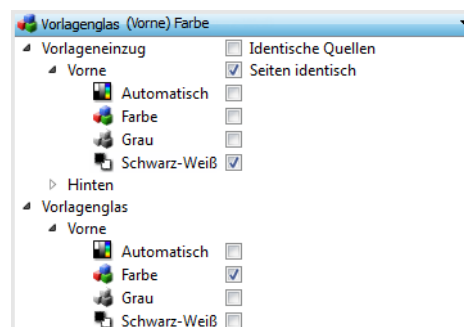 Vorlagenglas (Vorne) Farbe
Vorlageneinzug Identische Quellen
Vorne Seiten identisch
Automatisch
Farbe
Grau
Schwarz-Weiß
Hinten
Vorlagenglas
Vorne
Automatisch
Farbe
Grau
Schwarz-Weiß